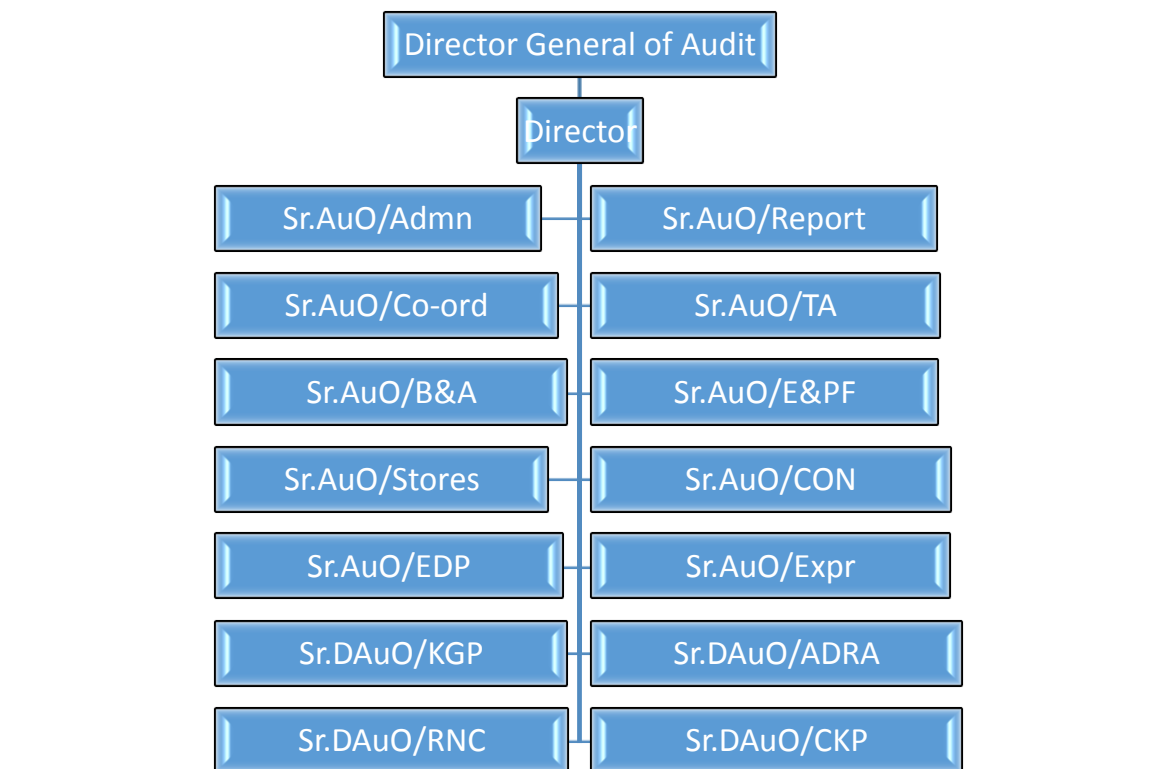 Director General of Audit
Director
Sr.AuO/Admn
Sr.AuO/Report
Sr.AuO/Co-ord
Sr.AuO/TA
Sr.AuO/B&A
Sr.AuO/E&PF
Sr.AuO/Stores
Sr.AuO/CON
Sr.AuO/EDP
Sr.AuO/Expr
Sr.DAuO/KGP
Sr.DAuO/ADRA
Sr.DAuO/RNC
Sr.DAuO/CKP